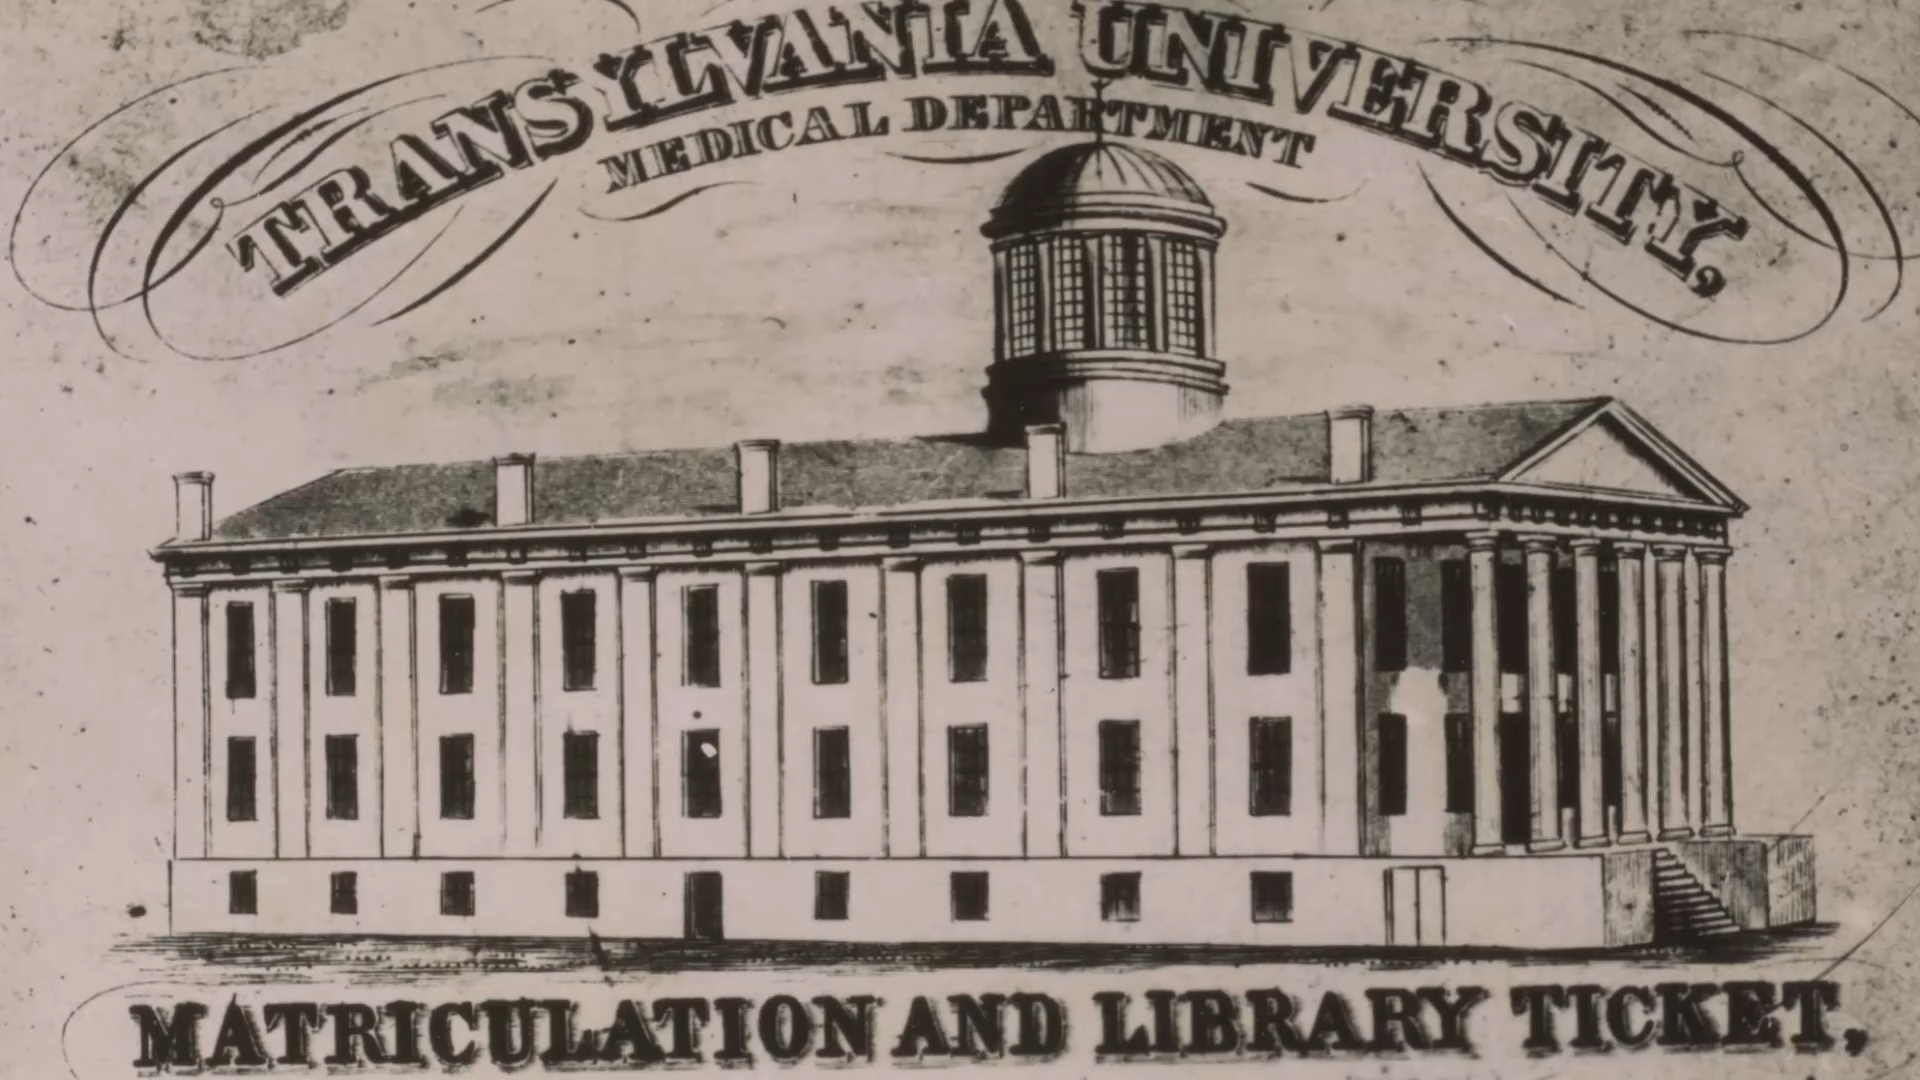 TRANSYLVANIA UNIVERSITY,
MEDICAL DEPARTMENT
MATRICULATION AND LIBRARY TICKET,